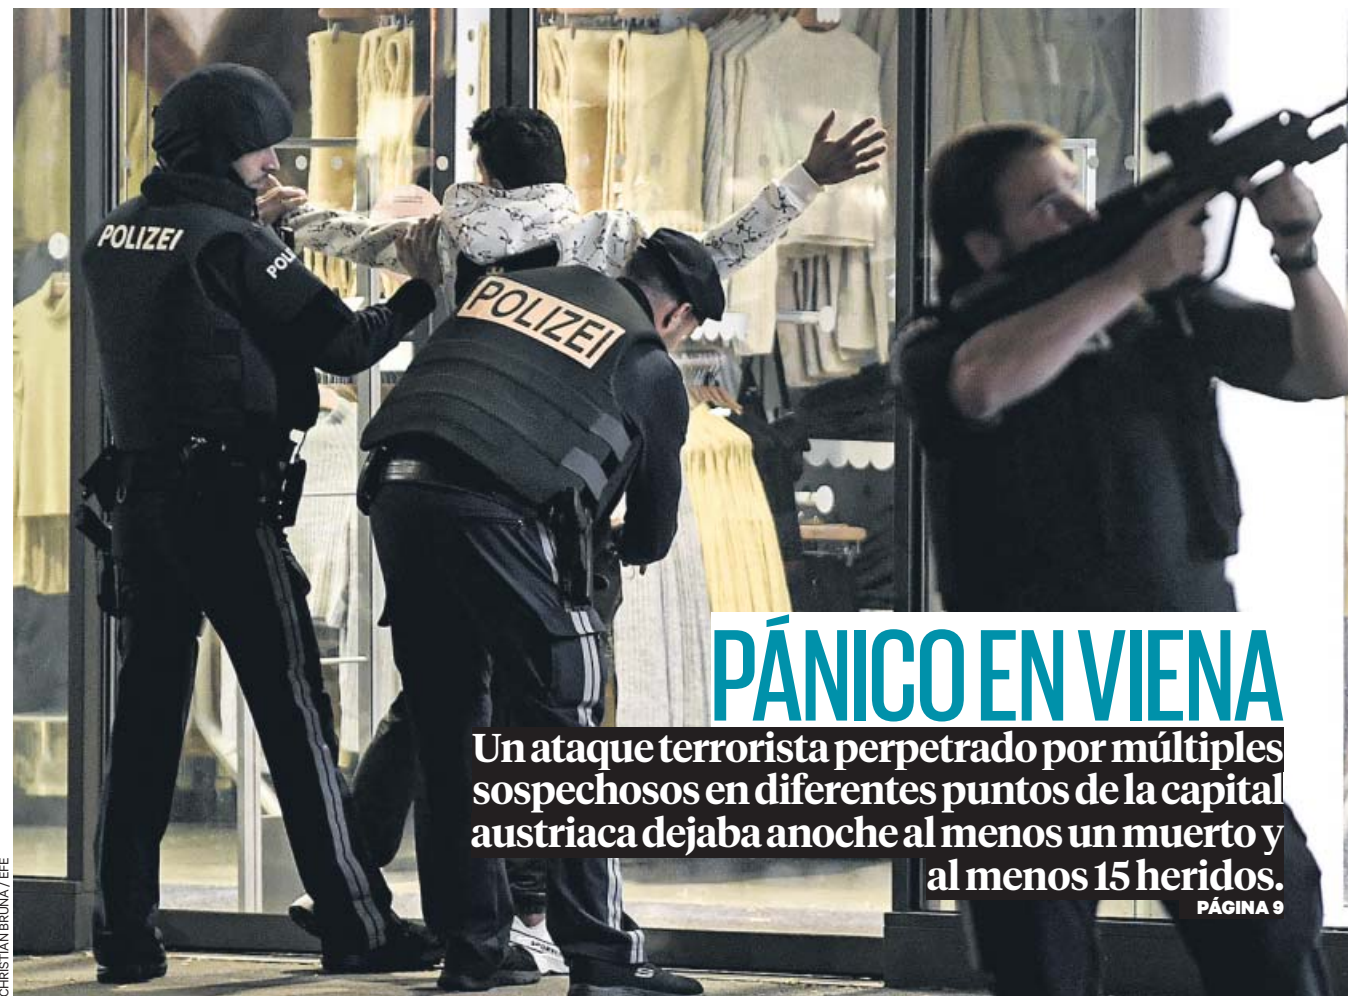 POLIZEI
POLIZEI
PÁNICO EN VIENA
Un ataque terrorista perpetrado por múltiples
sospechosos en diferentes puntos de la capital
austriaca dejaba anoche al menos un muerto y
al menos 15 heridos.
PÁGINA 9
CHRISTIAN BRUNA / EFE